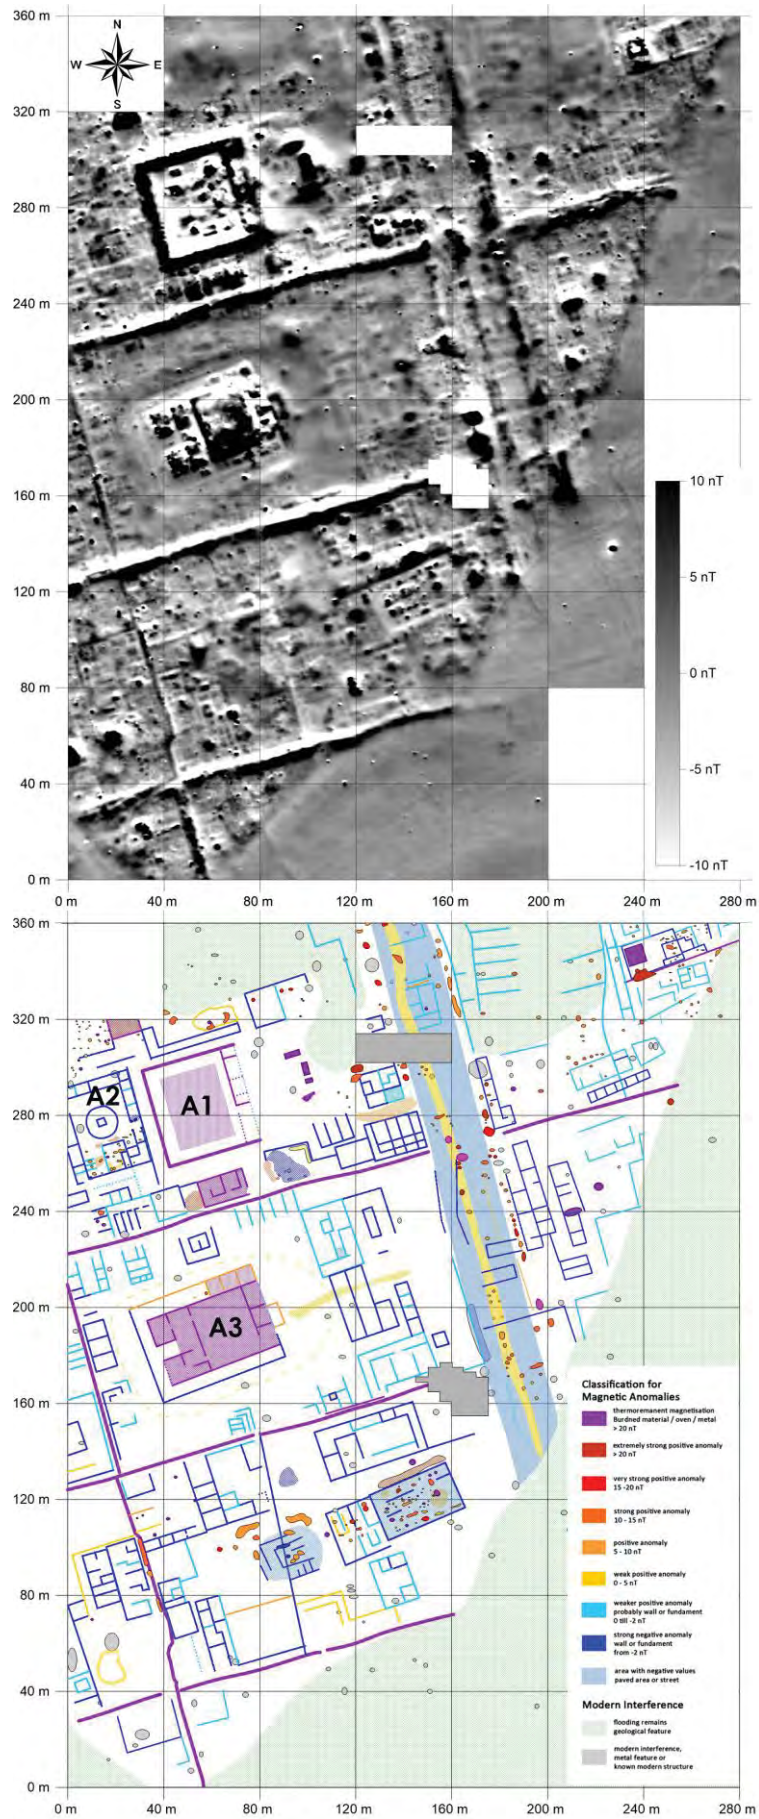 360 m
N
W E
S
320 m
280 m
240 m
200 m
160 m
10 nT
120 m
5 nT
0 nT
80 m
-5 nT
40 m
0 m
-10 nT
0 m 40 m 80 m 120 m 160 m 200 m 240 m 280 m
360 m
320 m
A2
A1
280 m
240 m
200 m
A3
160 m
120 m
80 m
40 m
0 m
Classification for
Magnetic Anomalies
thermoremanent magnetisation
Burdned material / oven / metal
> 20 nT
extremely strong positive anomaly
> 20 nT
very strong positive anomaly
15 -20 nT
strong positive anomaly
10 - 15 nT
positive anomaly
5 - 10 nT
weak positive anomaly
0 - 5 nT
weaker positive anomaly
probably wall or fundament
0 till -2 nT
strong negative anomaly
wall or fundament
from -2 nT
area with negative values
paved area or street
Modern Interference
flooding remains
geological feature
modern interference,
metal feature or
known modern structure
0 m 40 m 80 m 120 m 160 m 200 m 240 m 280 m